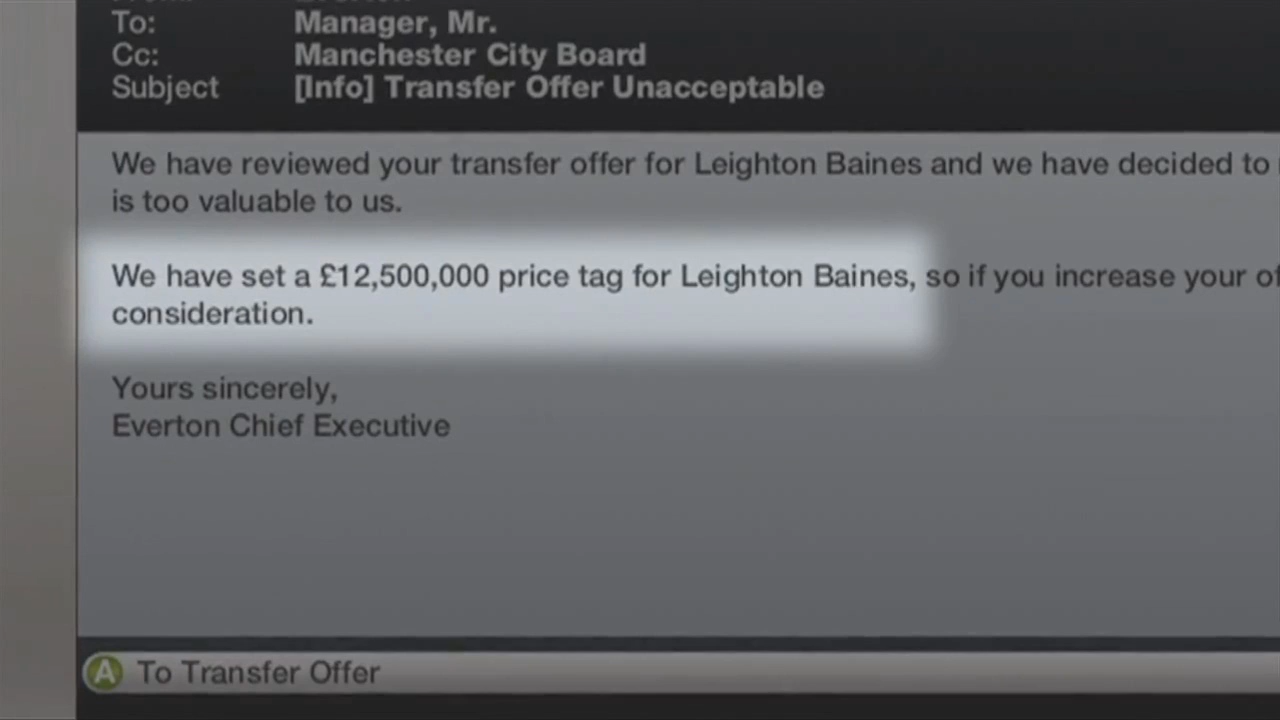 To: Manager, Mr.
Cc: Manchester City Board
Subject [Info] Transfer Offer Unacceptable
We have reviewed your transfer offer for Leighton Baines and we have decided to
is too valuable to us.
We have set a £12,500,000 price tag for Leighton Baines, so if you increase your
consideration.
Yours sincerely,
Everton Chief Executive
A To Transfer Offer